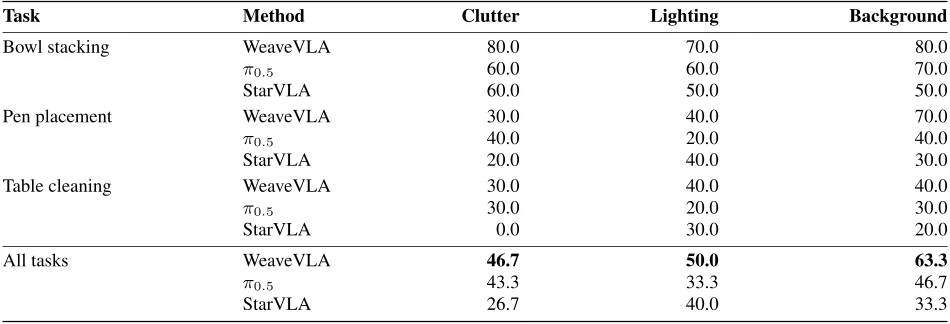 Task Method Clutter Lighting Background
Bowl stacking WeaveVLA 80.0 70.0 80.0
π0.5 60.0 60.0 70.0
StarVLA 60.0 50.0 50.0
Pen placement WeaveVLA 30.0 40.0 70.0
π0.5 40.0 20.0 40.0
StarVLA 20.0 40.0 30.0
Table cleaning WeaveVLA 30.0 40.0 40.0
π0.5 30.0 20.0 30.0
StarVLA 0.0 30.0 20.0
All tasks WeaveVLA 46.7 50.0 63.3
π0.5 43.3 33.3 46.7
StarVLA 26.7 40.0 33.3